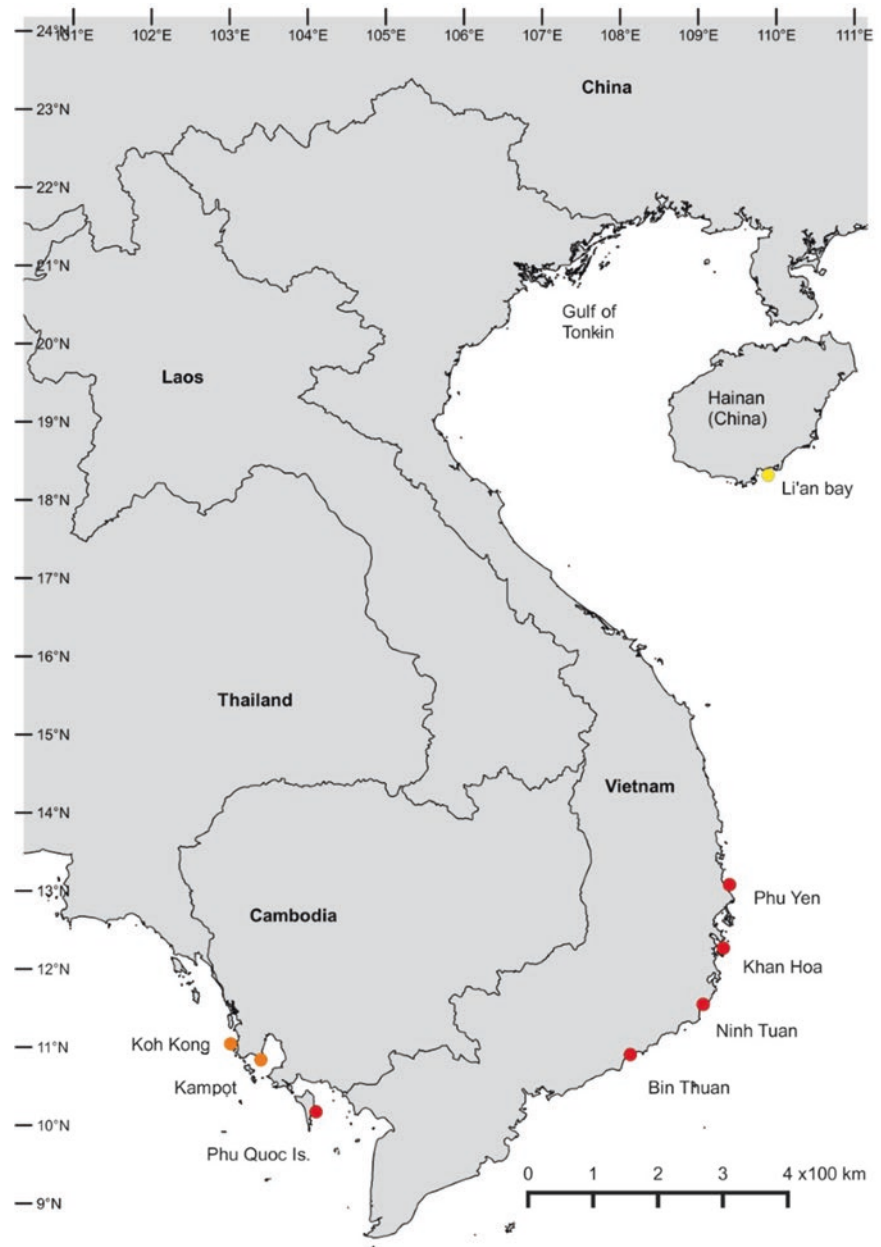 24°N
101°E 102°E 103°E 104°E 105°E 106°E 107°E 108°E 109°E 110°E 111°E
China
23°N
22°N
21°N
Gulf of
Tonkin
20°N
Laos
Hainan
(China)
19°N
Li'an bay
18°N
17°N
16°N
Thailand
15°N
Vietnam
14°N
13°N
Phu Yen
Cambodia
Khan Hoa
12°N
Ninh Tuan
Koh Kong
11°N
Kampot
Bin Thuan
10°N
Phu Quoc Is.
0 1 2 3 4 x100 km
9°N